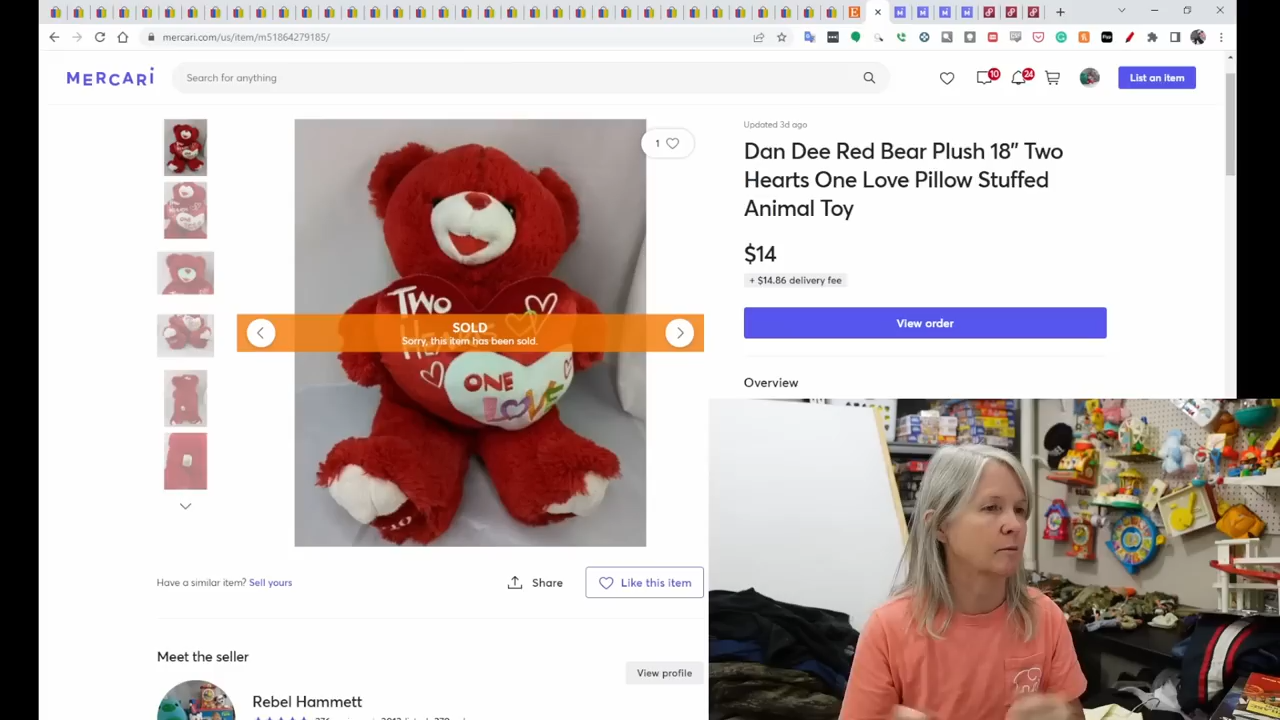 mercari.com/us/item/m51864279185/
MERCARI
Search for anything
10
24
List an item
Updated 3d ago
Dan Dee Red Bear Plush 18" Two
Hearts One Love Pillow Stuffed
Animal Toy
1
$14
+ $14.86 delivery fee
TWO
HEARTS
SOLD
Sorry, this item has been sold.
ONE
LOVE
View order
Overview
Have a similar item? Sell yours
Share
Like this item
Meet the seller
View profile
Rebel Hammett